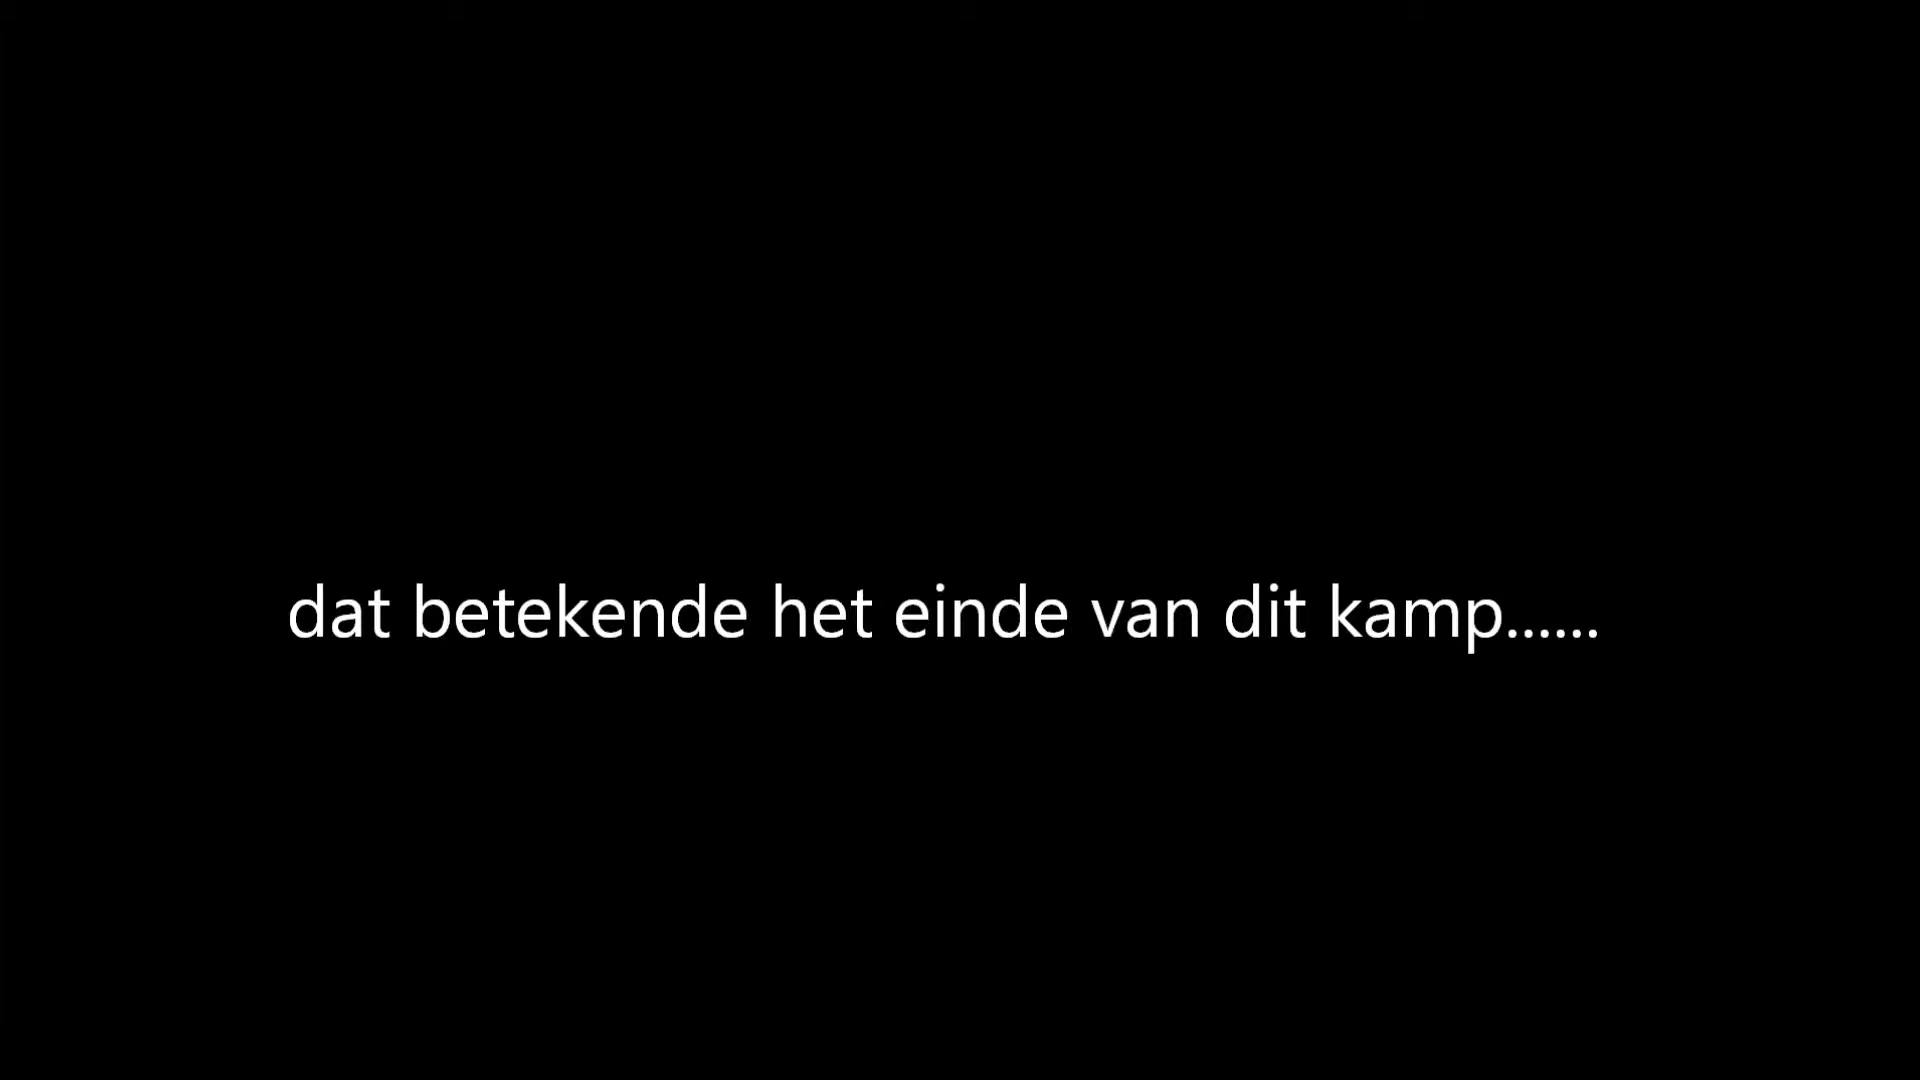 dat betekende het einde van dit kamp......